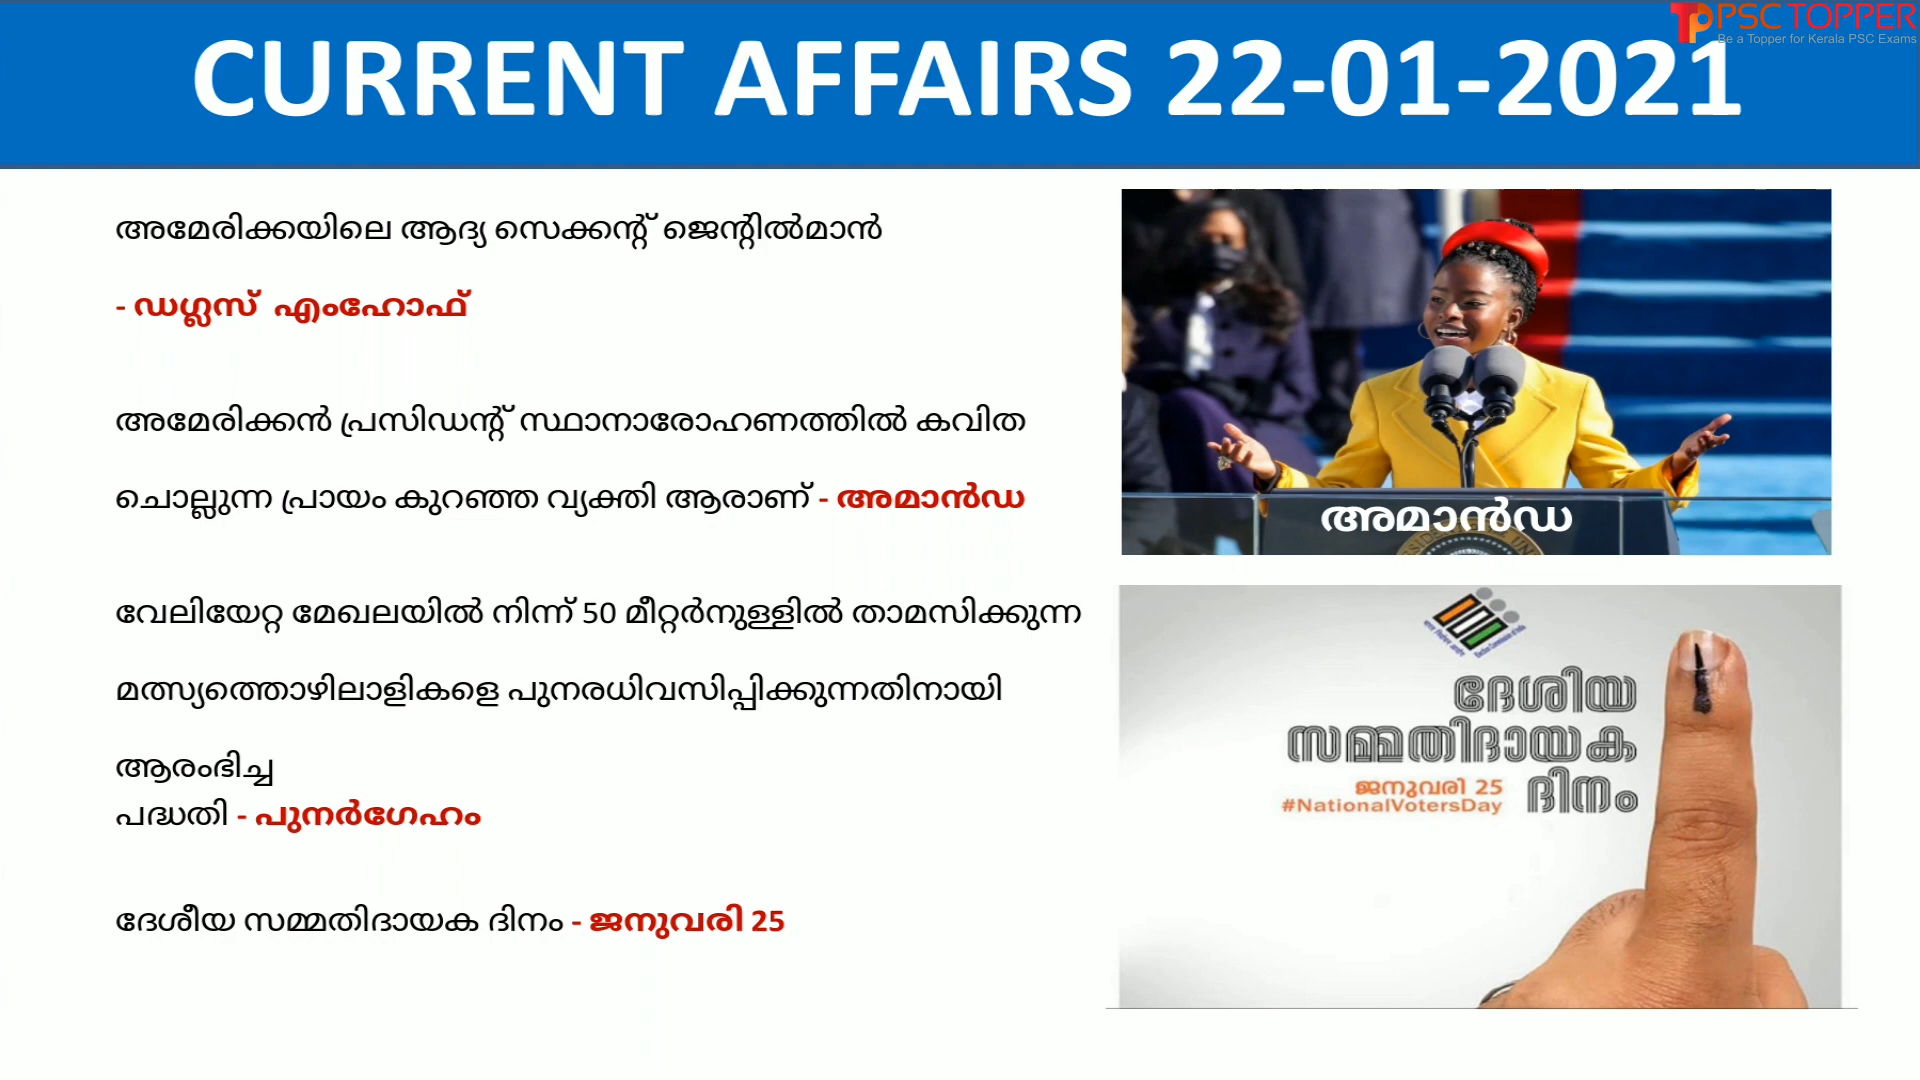 PSC TOPPER
Be a Topper for Kerala PSC Exams
CURRENT AFFAIRS 22-01-2021
അമേരിക്കയിലെ ആദ്യ സെക്കന്റ് ജെന്റിൽമാൻ
- ഡഗ്ലസ് എംഹോഫ്
അമേരിക്കൻ പ്രസിഡന്റ് സ്ഥാനാരോഹണത്തിൽ കവിത
ചൊല്ലുന്ന പ്രായം കുറഞ്ഞ വ്യക്തി ആരാണ് - അമാൻഡ
വേലിയേറ്റ മേഖലയിൽ നിന്ന് 50 മീറ്റർനുള്ളിൽ താമസിക്കുന്ന
മത്സ്യത്തൊഴിലാളികളെ പുനരധിവസിപ്പിക്കുന്നതിനായി
ആരംഭിച്ച
പദ്ധതി - പുനർഗേഹം
ദേശീയ സമ്മതിദായക ദിനം - ജനുവരി 25
അമാൻഡ
ദേശിയ
സമ്മതിദായക
ദിനം
ജനുവരി 25
#NationalVotersDay